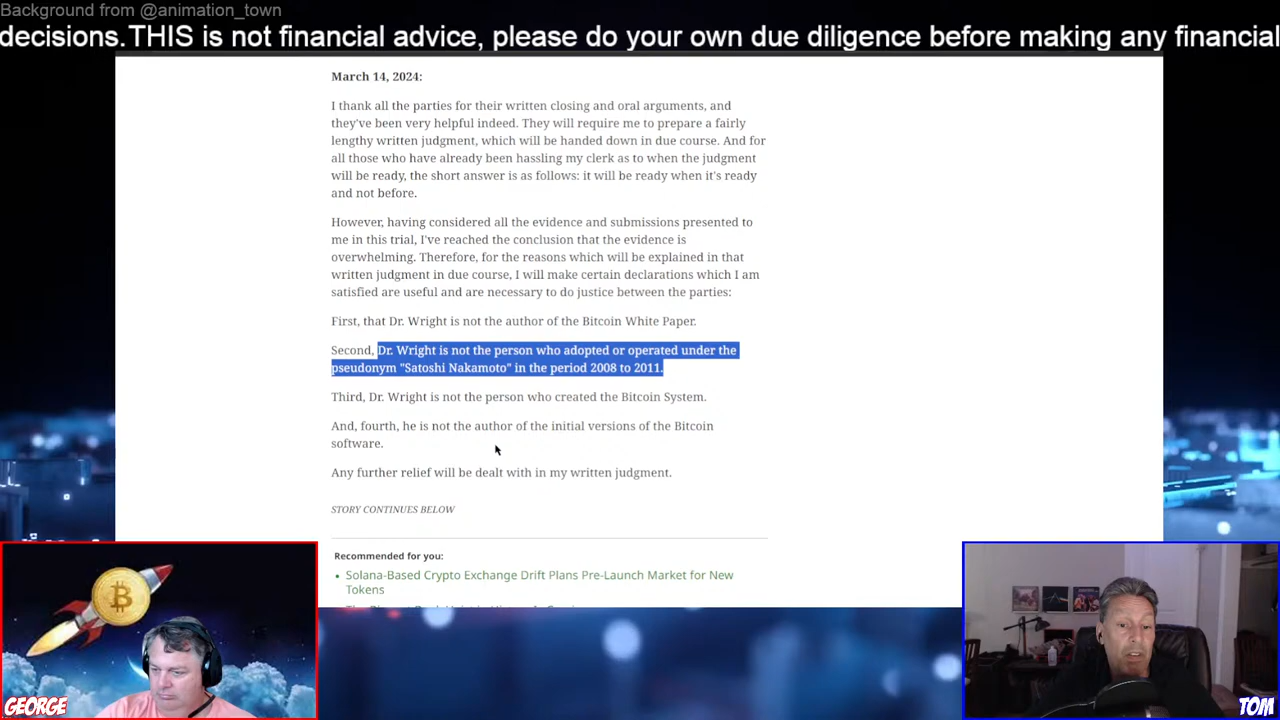 Background from @animation_town
decisions.THIS is not financial advice, please do your own due diligence before making any financial
March 14, 2024:
I thank all the parties for their written closing and oral arguments, and
they've been very helpful indeed. They will require me to prepare a fairly
lengthy written judgment, which will be handed down in due course. And for
all those who have already been hassling my clerk as to when the judgment
will be ready, the short answer is as follows: it will be ready when it's ready
and not before.
However, having considered all the evidence and submissions presented to
me in this trial, I've reached the conclusion that the evidence is
overwhelming. Therefore, for the reasons which will be explained in that
written judgment in due course, I will make certain declarations which I am
satisfied are useful and are necessary to do justice between the parties:
First, that Dr. Wright is not the author of the Bitcoin White Paper.
Second, Dr. Wright is not the person who adopted or operated under the
pseudonym "Satoshi Nakamoto" in the period 2008 to 2011.
Third, Dr. Wright is not the person who created the Bitcoin System.
And, fourth, he is not the author of the initial versions of the Bitcoin
software.
Any further relief will be dealt with in my written judgment.
STORY CONTINUES BELOW
Recommended for you:
Solana-Based Crypto Exchange Drift Plans Pre-Launch Market for New
Tokens
GEORGE
TOM